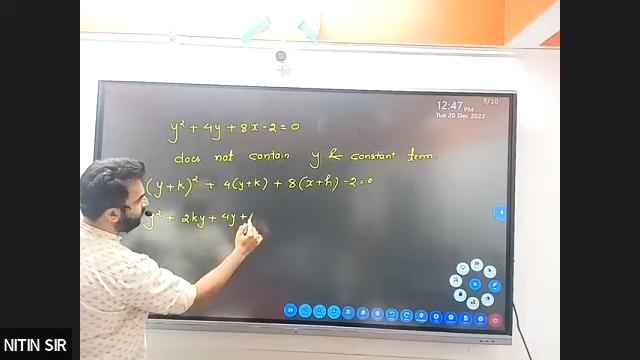 12:47 PM
9/10
Tue 20 Dec 2022
y² + 4y + 8x - 2 = 0
does not contain y & constant term.
(y+k)² + 4(y+k) + 8(x+h) - 2 = 0
y² + 2ky + 4y +
NITIN SIR